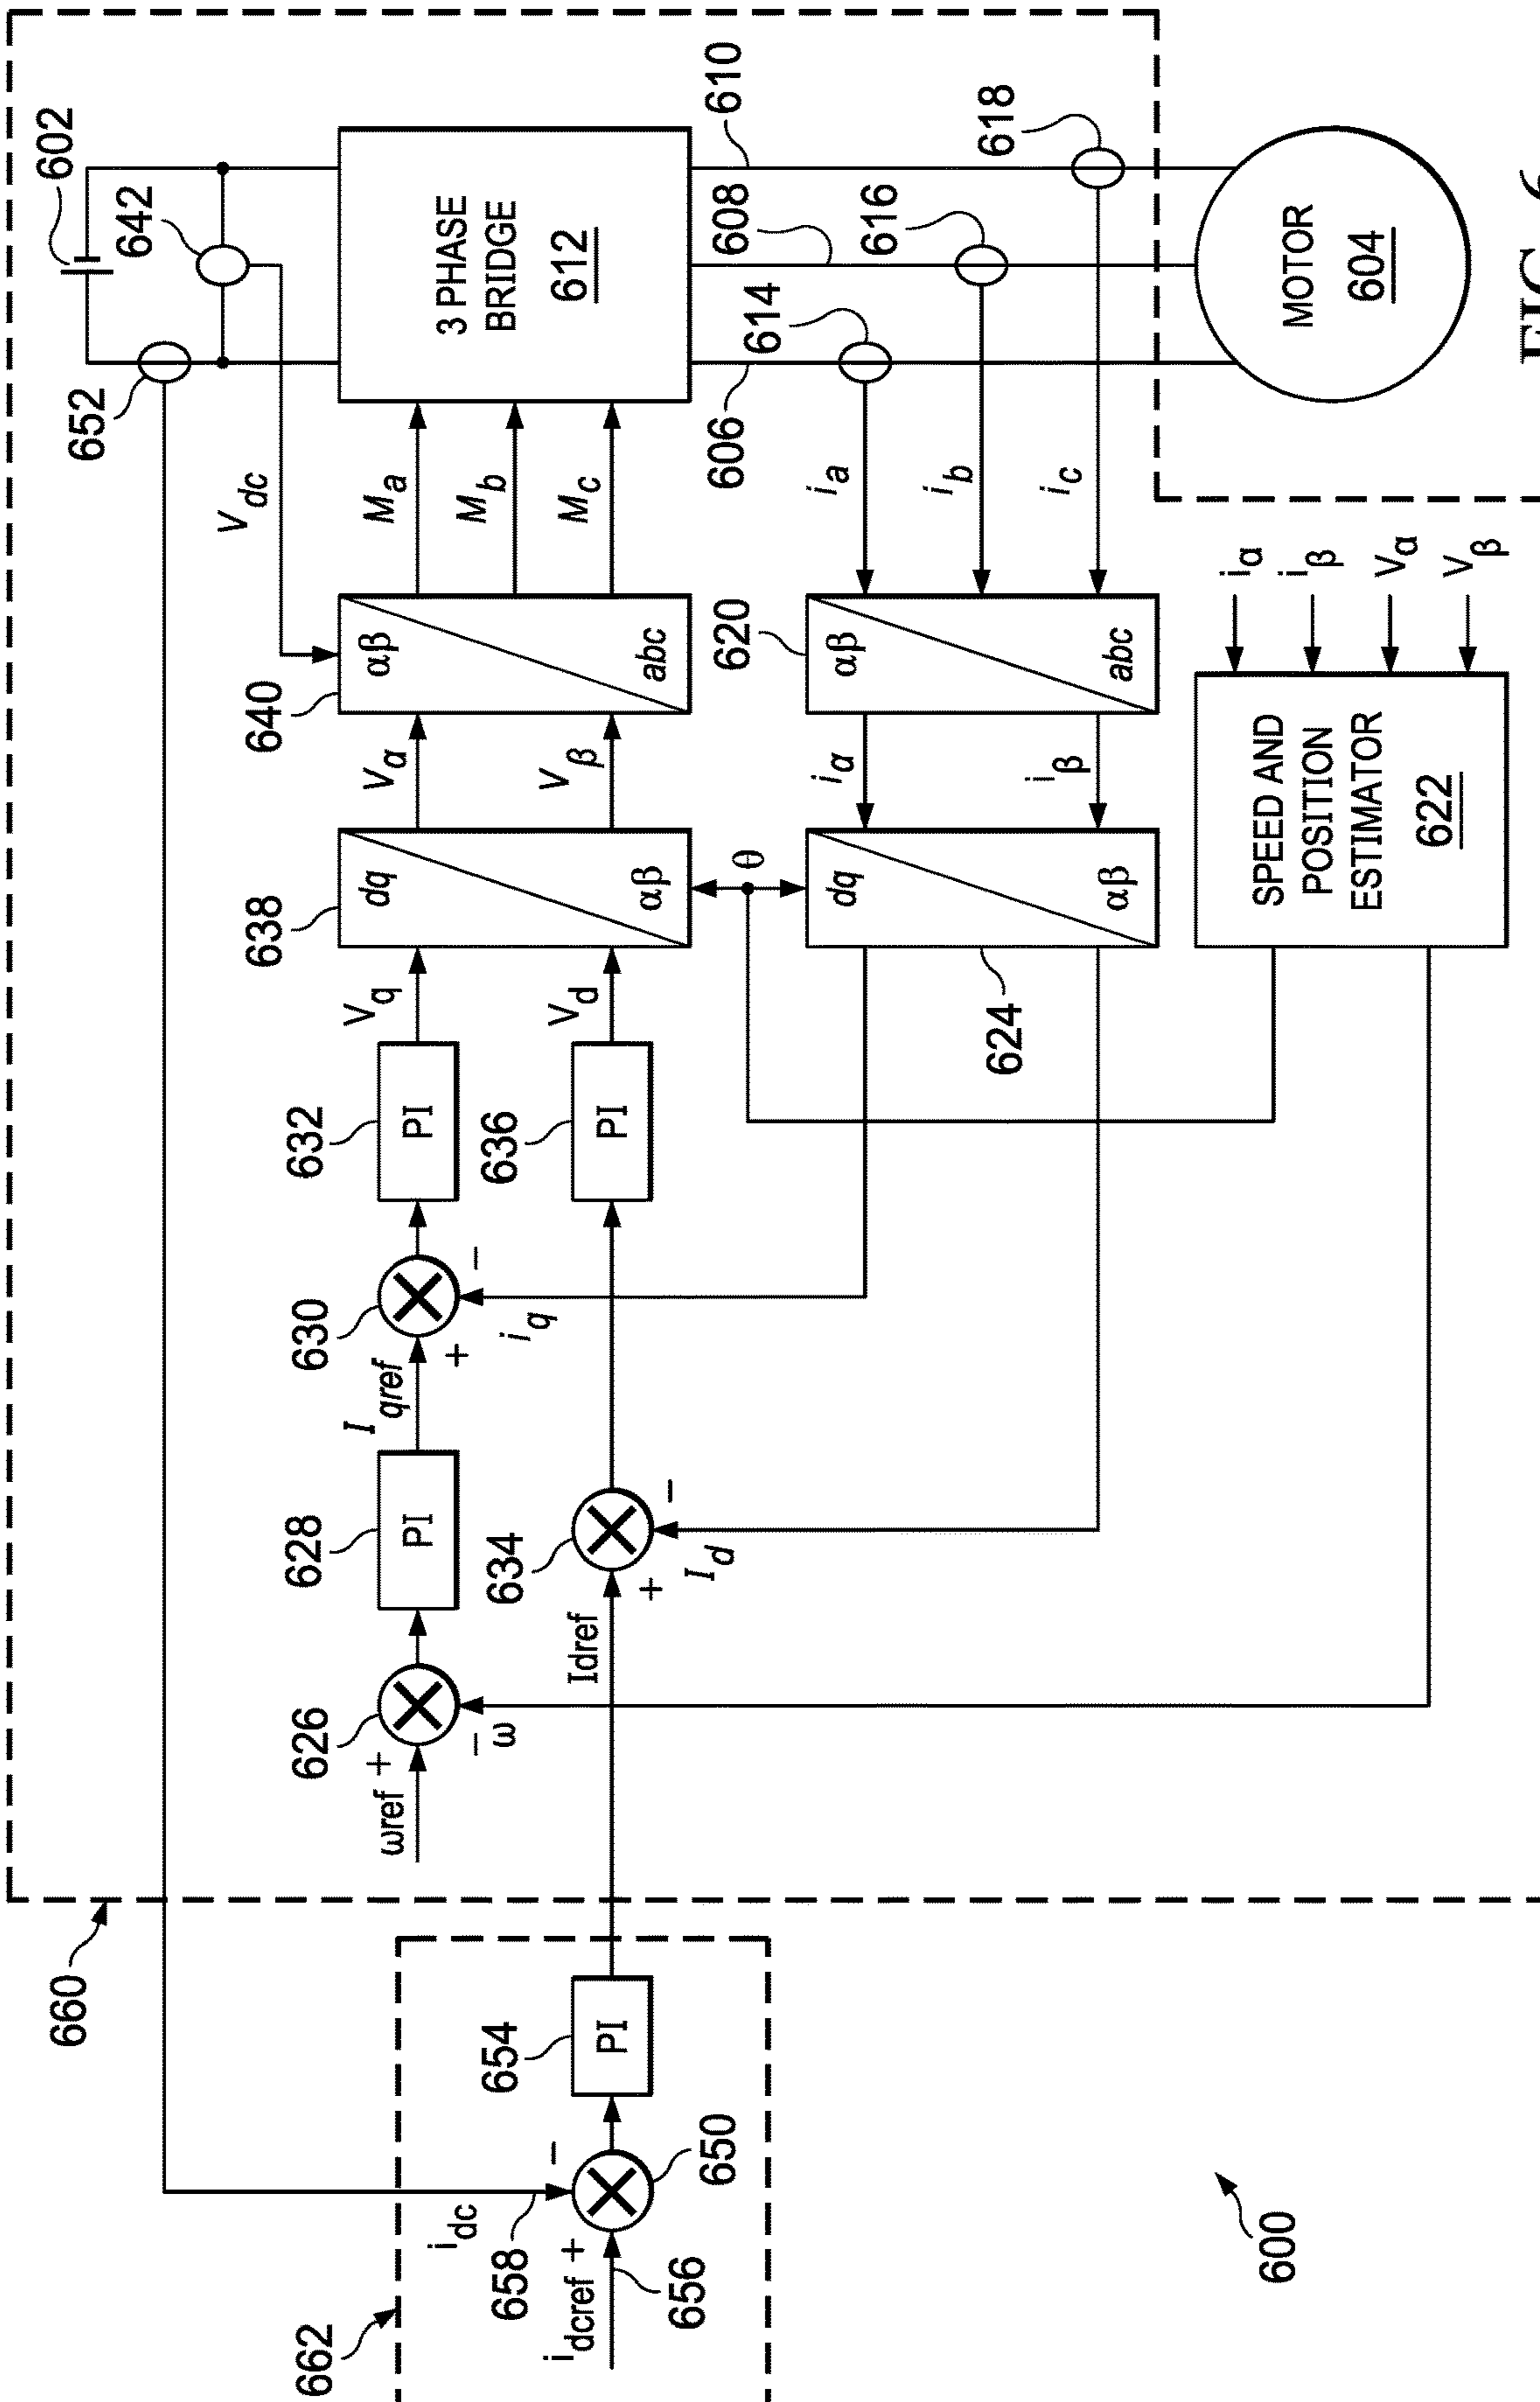 660
602
642
652
V dc
3 PHASE
BRIDGE
612
610
618
608
616
614
606
MOTOR
604
M a
M b
M c
i a
i b
i c
640
αβ
abc
620
αβ
abc
V α
V β
i α
i β
638
dq
αβ
θ
dq
αβ
624
i α
i β
V α
V β
SPEED AND
POSITION
ESTIMATOR
622
V q
V d
632
PI
636
PI
630
+
−
i q
I qref
628
PI
634
+
−
I d
Idref
626
ωref +
−
ω
662
654
PI
650
−
i dc
658
i dcref +
656
600
FIG. 6